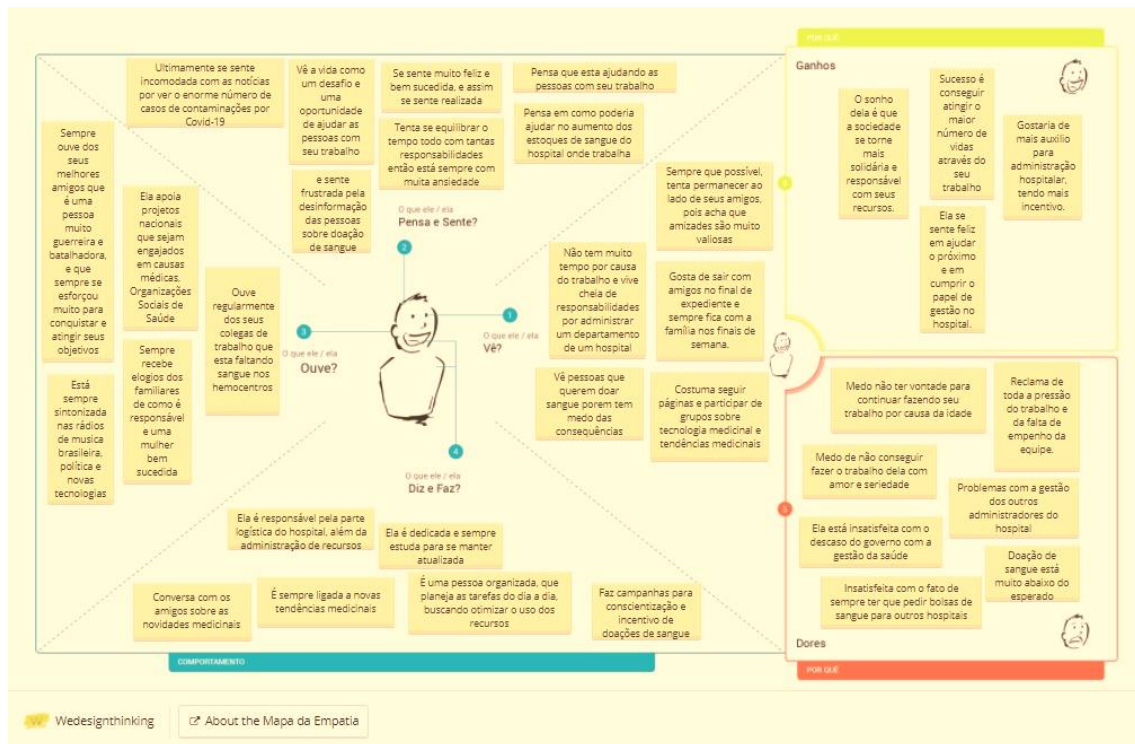 POR QUÊ
Ganhos
Ultimamente se sente
incomodada com as notícias
por ver o enorme número de
casos de contaminações por
Covid-19
Vê a vida como
um desafio e
uma
oportunidade
de ajudar as
pessoas com
seu trabalho
Se sente muito feliz e
bem sucedida, e assim
se sente realizada
Pensa que esta ajudando as
pessoas com seu trabalho
Tenta se equilibrar o
tempo todo com tantas
responsabilidades
então está sempre com
muita ansiedade
Pensa em como poderia
ajudar no aumento dos
estoques de sangue do
hospital onde trabalha
e sente
frustrada pela
desinformação
das pessoas
sobre doação
de sangue
O que ele / ela
Pensa e Sente?
2
Sempre
ouve dos
seus
melhores
amigos que
é uma
pessoa
muito
guerreira e
batalhadora,
e que
sempre se
esforçou
muito para
conquistar e
atingir seus
objetivos
Ela apoia
projetos
nacionais
que sejam
engajados
em causas
médicas,
Organizações
Sociais de
Saúde
Ouve
regularmente
dos seus
colegas de
trabalho que
esta faltando
sangue nos
hemocentros
Está
sempre
sintonizada
nas rádios
de musica
brasileira,
política e
novas
tecnologias
Sempre
recebe
elogios dos
familiares
de como é
responsável
e uma
mulher
bem
sucedida
3
O que ele / ela
Ouve?
1
O que ele / ela
Vê?
Sempre que possível,
tenta permanecer ao
lado de seus amigos,
pois acha que
amizades são muito
valiosas
Não tem muito
tempo por causa
do trabalho e vive
cheia de
responsabilidades
por administrar
um departamento
de um hospital
Gosta de sair com
amigos no final de
expediente e
sempre fica com a
família nos finais de
semana.
Vê pessoas que
querem doar
sangue porem tem
medo das
consequências
Costuma seguir
páginas e participar de
grupos sobre
tecnologia medicinal e
tendências medicinais
4
O que ele / ela
Diz e Faz?
Ela é responsável pela parte
logística do hospital, além da
administração de recursos
Ela é dedicada e sempre
estuda para se manter
atualizada
Conversa com os
amigos sobre as
novidades medicinais
É sempre ligada a novas
tendências medicinais
É uma pessoa organizada, que
planeja as tarefas do dia a dia,
buscando otimizar o uso dos
recursos
Faz campanhas para
conscientização e
incentivo de
doações de sangue
COMPORTAMENTO
O sonho
dela é que
a sociedade
se torne
mais
solidária e
responsável
com seus
recursos.
Sucesso é
conseguir
atingir o
maior
número de
vidas
através do
seu
trabalho
Gostaria de
mais auxilio
para
administração
hospitalar,
tendo mais
incentivo.
Ela se
sente feliz
em ajudar
o próximo
e em
cumprir o
papel de
gestão no
hospital.
Medo não ter vontade para
continuar fazendo seu
trabalho por causa da idade
Reclama de
toda a pressão
do trabalho e
da falta de
empenho da
equipe.
Medo de não conseguir
fazer o trabalho dela com
amor e seriedade
Problemas com a gestão
dos outros
administradores do
hospital
5
Ela está insatisfeita com o
descaso do governo com a
gestão da saúde
Doação de
sangue está
muito abaixo do
esperado
Insatisfeita com o fato de
sempre ter que pedir bolsas de
sangue para outros hospitais
Dores
POR QUÊ
Wedesignthinking
About the Mapa da Empatia